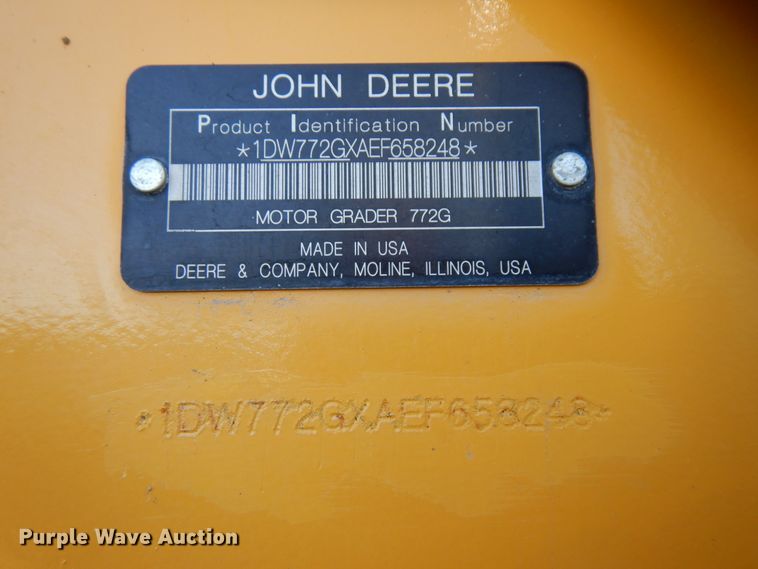 JOHN DEERE
Product Identification Number
*1DW772GXAEF658248*
MOTOR GRADER 772G
MADE IN USA
DEERE & COMPANY, MOLINE, ILLINOIS, USA
*1DW772GXAEF658248*
Purple Wave Auction